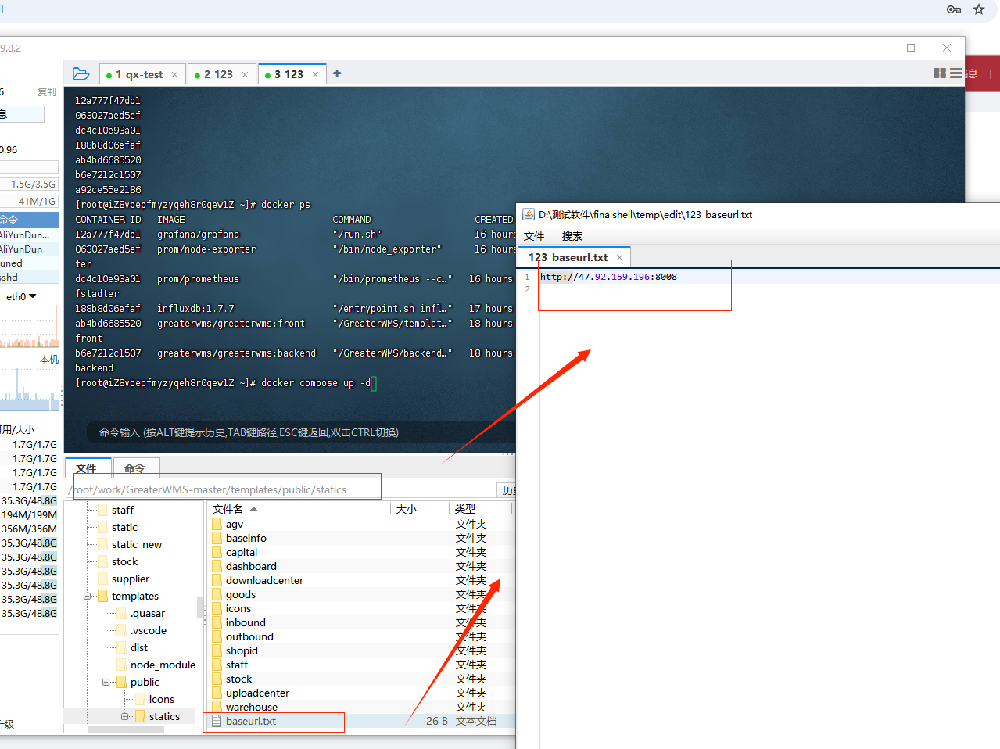 9.8.2
1 qx-test
2 123
3 123
息
6
复制
息
0.96
1.5G/3.5G
41M/1G
命令
AliYunDun...
AliYunDun
tuned
sshd
eth0
本机
可用/大小
1.7G/1.7G
1.7G/1.7G
1.7G/1.7G
1.7G/1.7G
35.3G/48.8G
194M/199M
356M/356M
35.3G/48.8G
35.3G/48.8G
35.3G/48.8G
35.3G/48.8G
35.3G/48.8G
35.3G/48.8G
升级
12a777f47db1
063027aed5ef
dc4c10e93a01
188b8d06efaf
ab4bd6685520
b6e7212c1507
a92ce55e2186
[root@iZ8vbepfmyzyqeh8r0qew1Z ~]# docker ps
CONTAINER ID IMAGE COMMAND CREATED
12a777f47db1 grafana/grafana "/run.sh" 16 hours
063027aed5ef prom/node-exporter "/bin/node_exporter" 16 hours
ter
dc4c10e93a01 prom/prometheus "/bin/prometheus --c…" 16 hours
fstadter
188b8d06efaf influxdb:1.7.7 "/entrypoint.sh infl…" 17 hours
ab4bd6685520 greaterwms/greaterwms:front "/GreaterWMS/templat…" 18 hours
front
b6e7212c1507 greaterwms/greaterwms:backend "/GreaterWMS/backend…" 18 hours
backend
[root@iZ8vbepfmyzyqeh8r0qew1Z ~]# docker compose up -d
命令输入 (按ALT键提示历史,TAB键路径,ESC键返回,双击CTRL切换)
文件 命令
/root/work/GreaterWMS-master/templates/public/statics
历史
staff
static
static_new
stock
supplier
templates
.quasar
.vscode
dist
node_module
public
icons
statics
文件名 大小 类型
agv 文件夹
baseinfo 文件夹
capital 文件夹
dashboard 文件夹
downloadcenter 文件夹
goods 文件夹
icons 文件夹
inbound 文件夹
outbound 文件夹
shopid 文件夹
staff 文件夹
stock 文件夹
uploadcenter 文件夹
warehouse 文件夹
baseurl.txt 26 B 文本文档
D:\测试软件\finalshell\temp\edit\123_baseurl.txt
文件 搜索
123_baseurl.txt
1 http://47.92.159.196:8008
2